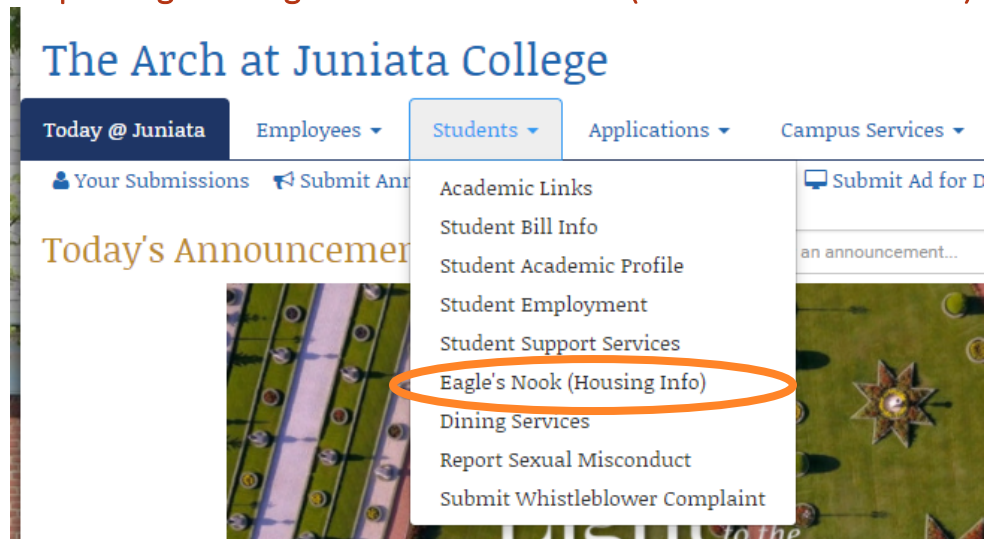 The Arch at Juniata College
Today @ Juniata Employees Students Applications Campus Services
Your Submissions Submit Submit Ad for
Academic Links
Student Bill Info
Today's an announcement...
Student Academic Profile
Student Employment
Student Support Services
Eagle's Nook (Housing Info)
Dining Services
Report Sexual Misconduct
Submit Whistleblower Complaint
to the